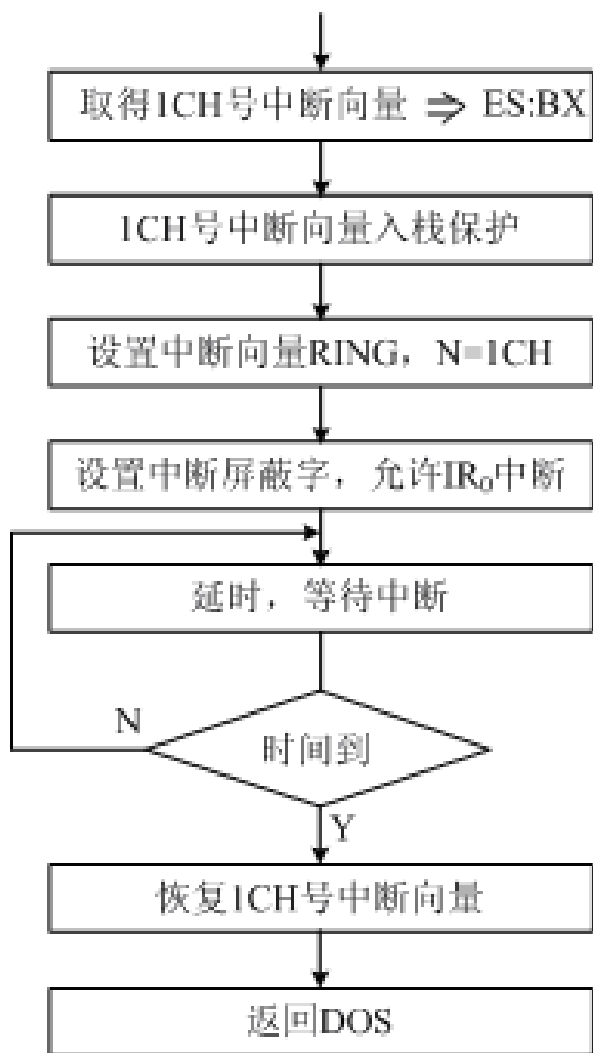 取得1CH号中断向量 ⇒ ES:BX
1CH号中断向量入栈保护
设置中断向量RING，N=1CH
设置中断屏蔽字，允许IR₀中断
延时，等待中断
N
时间到
Y
恢复1CH号中断向量
返回DOS